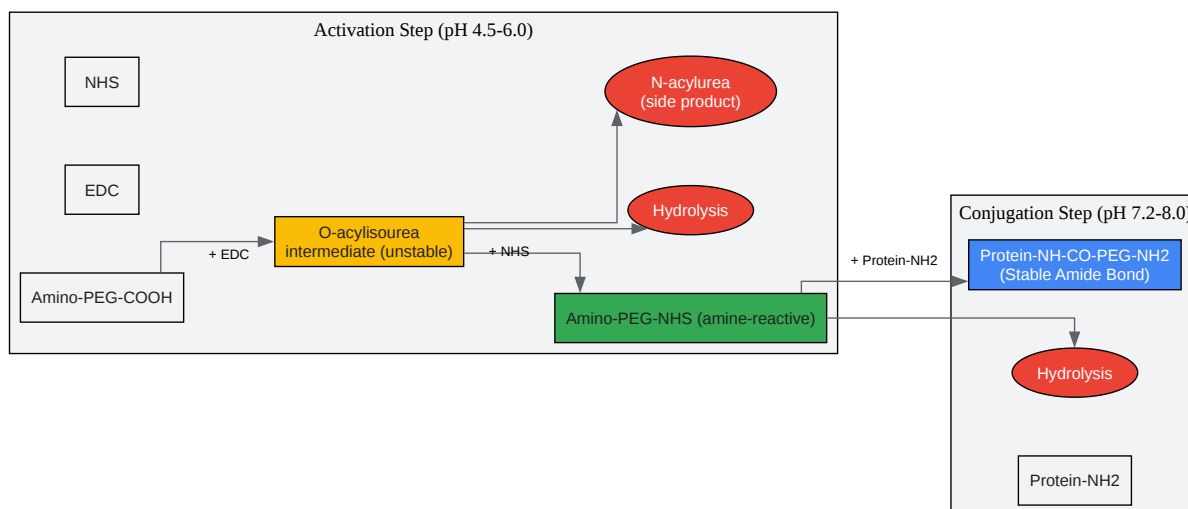 Activation Step (pH 4.5-6.0)
NHS
N-acylurea
(side product)
EDC
Hydrolysis
O-acylisourea
intermediate (unstable)
+ EDC
+ NHS
Amino-PEG-COOH
Amino-PEG-NHS (amine-reactive)
+ Protein-NH2
Conjugation Step (pH 7.2-8.0)
Protein-NH-CO-PEG-NH2
(Stable Amide Bond)
Hydrolysis
Protein-NH2